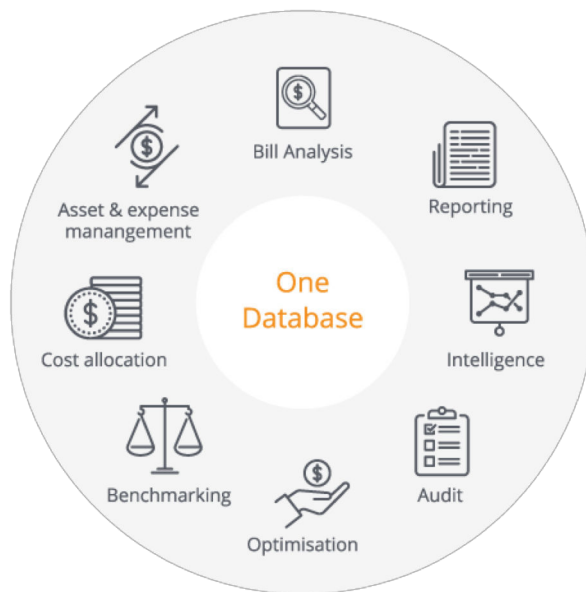 Bill Analysis
Reporting
Intelligence
Audit
Optimisation
Benchmarking
Cost allocation
Asset & expense
manangement
One
Database